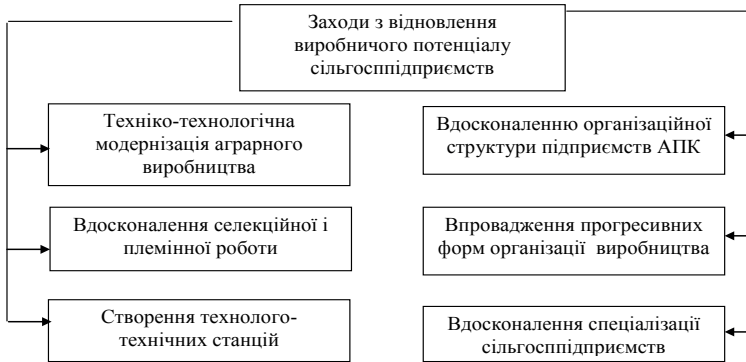 Заходи з відновлення
виробничого потенціалу
сільгосппідприємств
Техніко-технологічна
модернізація аграрного
виробництва
Вдосконалення селекційної і
племінної роботи
Створення технолого-
технічних станцій
Вдосконаленню організаційної
структури підприємств АПК
Впровадження прогресивних
форм організації виробництва
Вдосконалення спеціалізації
сільгосппідприємств